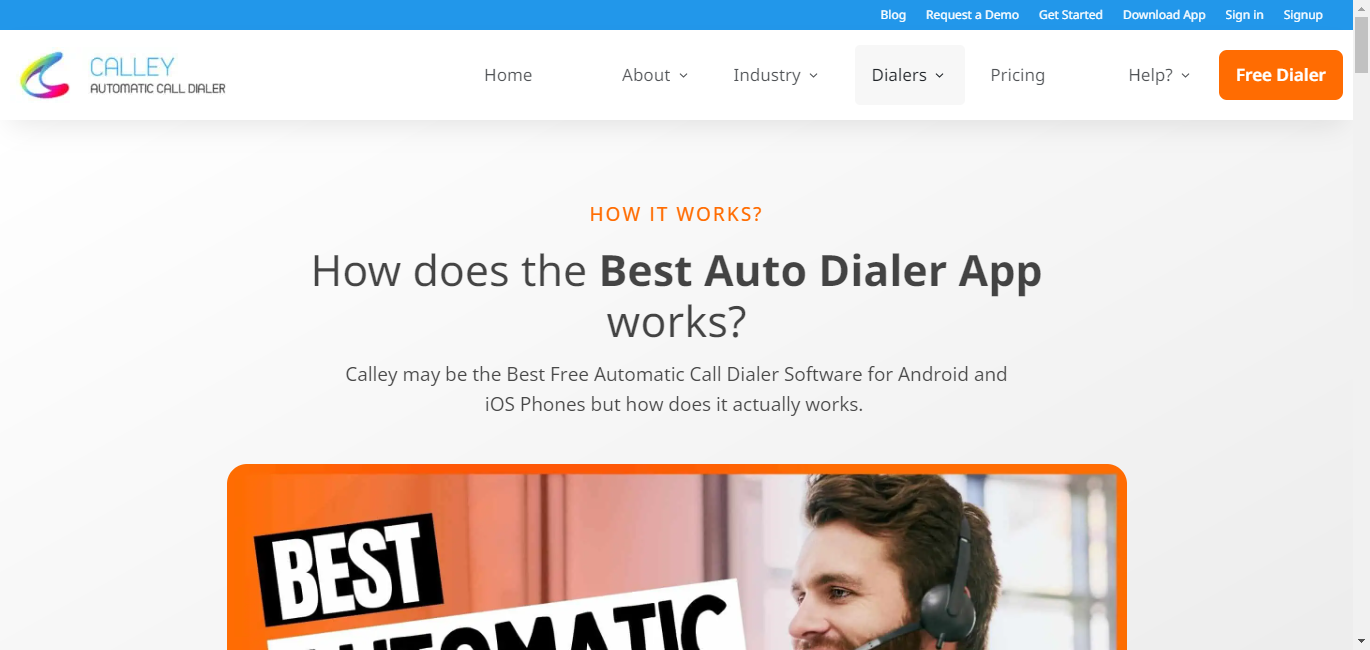 Blog Request a Demo Get Started Download App Sign in Signup
CALLEY
AUTOMATIC CALL DIALER
Home About Industry Dialers Pricing Help? Free Dialer
HOW IT WORKS?
How does the Best Auto Dialer App
works?
Calley may be the Best Free Automatic Call Dialer Software for Android and
iOS Phones but how does it actually works.
BEST
AUTOMATIC